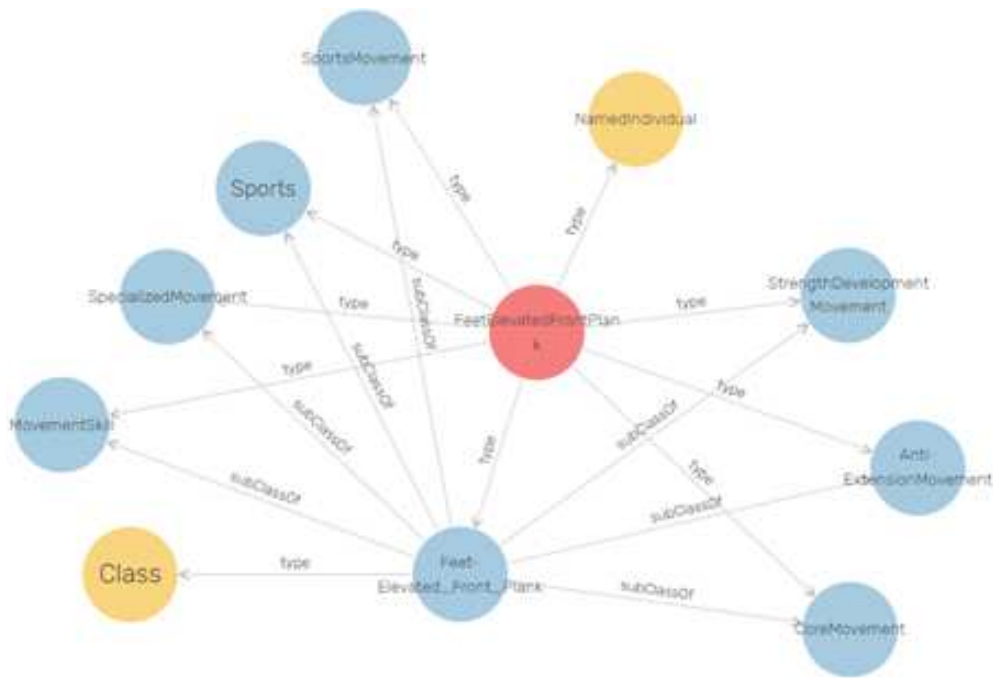 SportsMovement
NamedIndividual
type
type
Sports
type
subClassOf
SpecializedMovement
type
StrengthDevelopment
Movement
type
FeetElevatedFrontPlan
k
type
subClassOf
type
MovementSkill
subClassOf
subClassOf
type
type
Anti
ExtensionMovement
subClassOf
subClassOf
Class
type
Feet-
Elevated_Front_Plank
subClassOf
CoreMovement